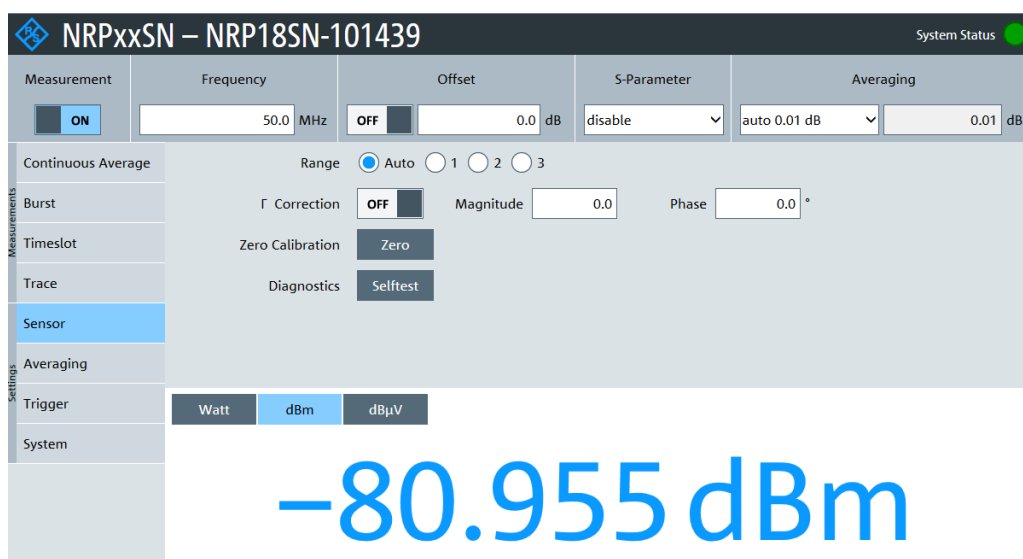 R&S NRPxxSN – NRP18SN-101439 System Status
Measurement Frequency Offset S-Parameter Averaging
ON 50.0 MHz OFF 0.0 dB disable auto 0.01 dB 0.01 dB
Measurements
Continuous Average
Burst
Timeslot
Trace
Settings
Sensor
Averaging
Trigger
System
Range Auto 1 2 3
Γ Correction OFF Magnitude 0.0 Phase 0.0 °
Zero Calibration Zero
Diagnostics Selftest
Watt dBm dBµV
−80.955 dBm